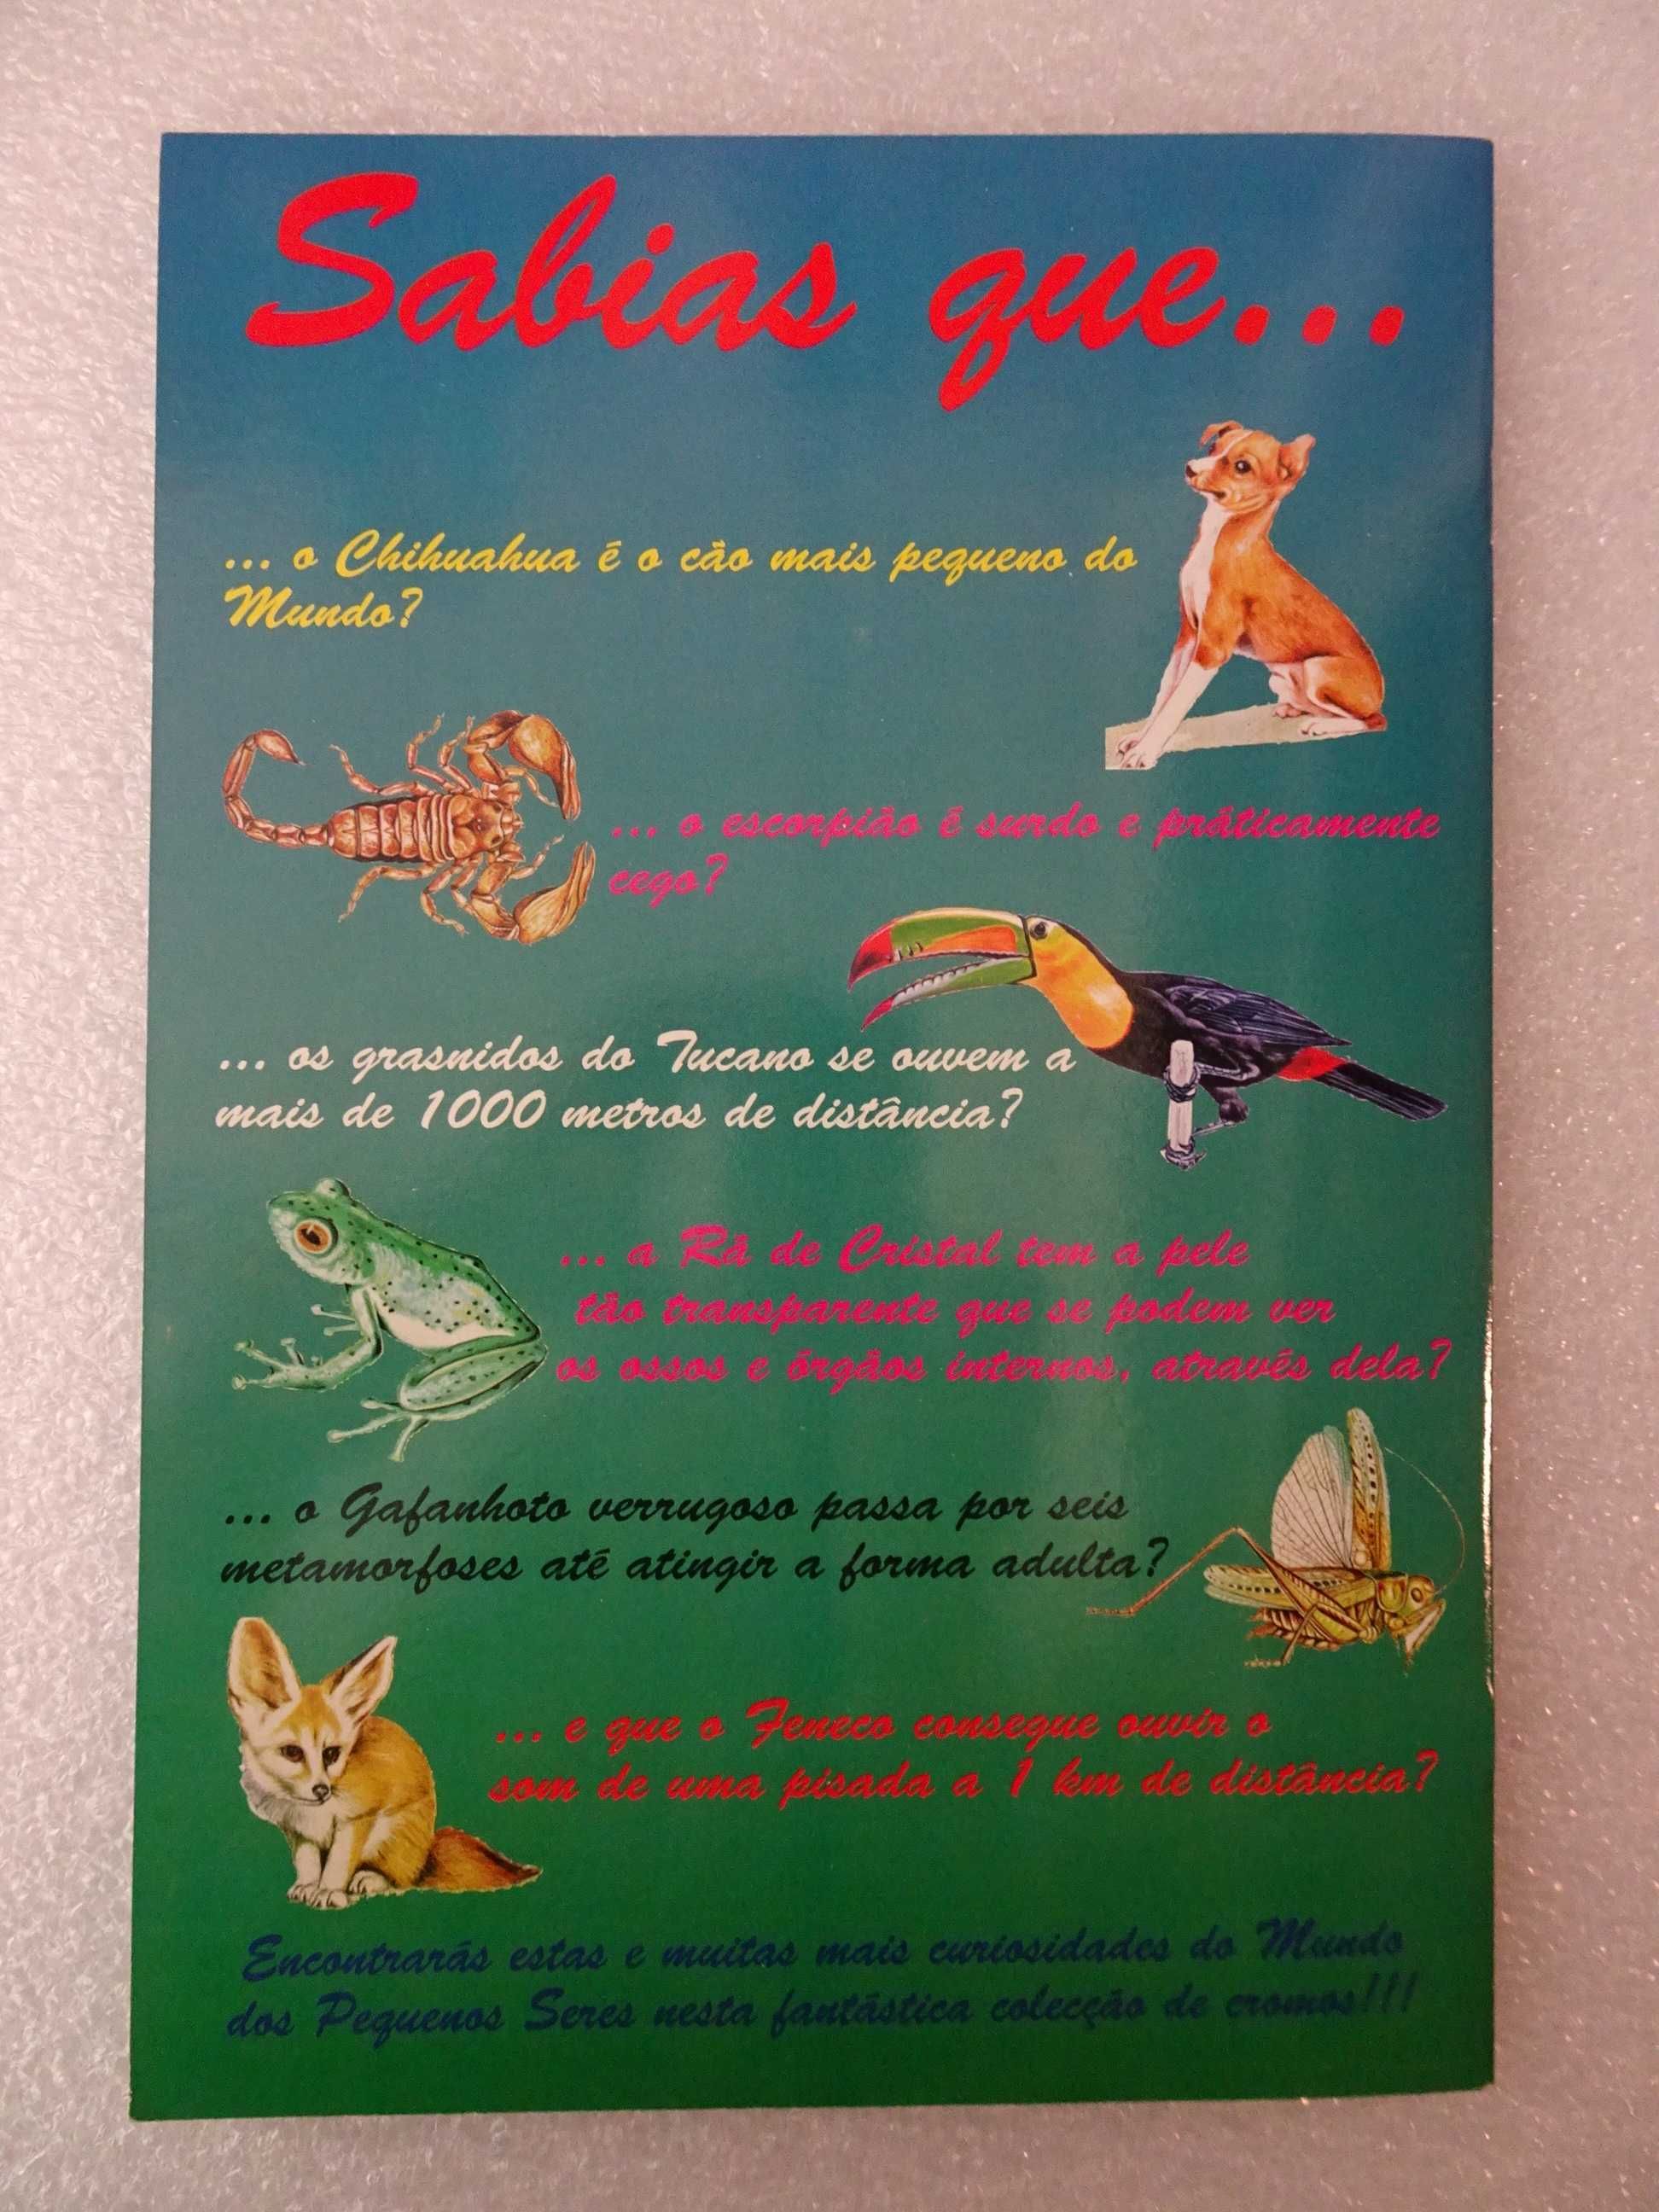 Sabias que...
... o Chihuahua é o cão mais pequeno do
Mundo?
... o escorpião é surdo e práticamente
cego?
... os grasnidos do Tucano se ouvem a
mais de 1000 metros de distância?
... a Rã de Cristal tem a pele
tão transparente que se podem ver
os ossos e órgãos internos, através dela?
... o Gafanhoto verrugoso passa por seis
metamorfoses até atingir a forma adulta?
... e que o Feneco consegue ouvir o
som de uma pisada a 1 km de distância?
Encontrarás estas e muitas mais curiosidades do Mundo
dos Pequenos Seres nesta fantástica colecção de cromos!!!